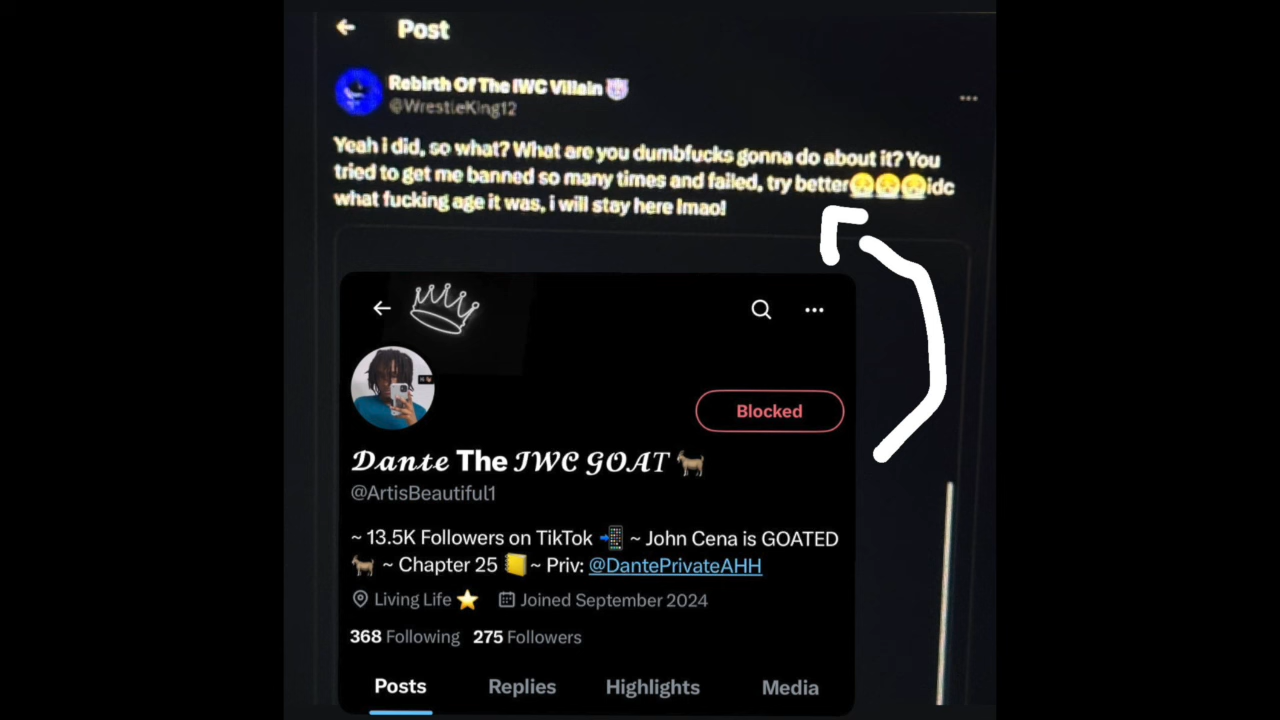 Post
Rebirth Of The IWC Villain
@WrestleKing12
Yeah i did, so what? What are you dumbfucks gonna do about it? You
tried to get me banned so many times and failed, try better😤😤😤idc
what fucking age it was, i will stay here lmao!
Blocked
𝓓𝓪𝓷𝓽𝓮 The 𝓘𝓦𝓒 𝓖𝓞𝓐𝓣 🐐
@ArtisBeautiful1
~ 13.5K Followers on TikTok 📲 ~ John Cena is GOATED
🐐 ~ Chapter 25 📒 ~ Priv: @DantePrivateAHH
Living Life ⭐ Joined September 2024
368 Following 275 Followers
Posts Replies Highlights Media